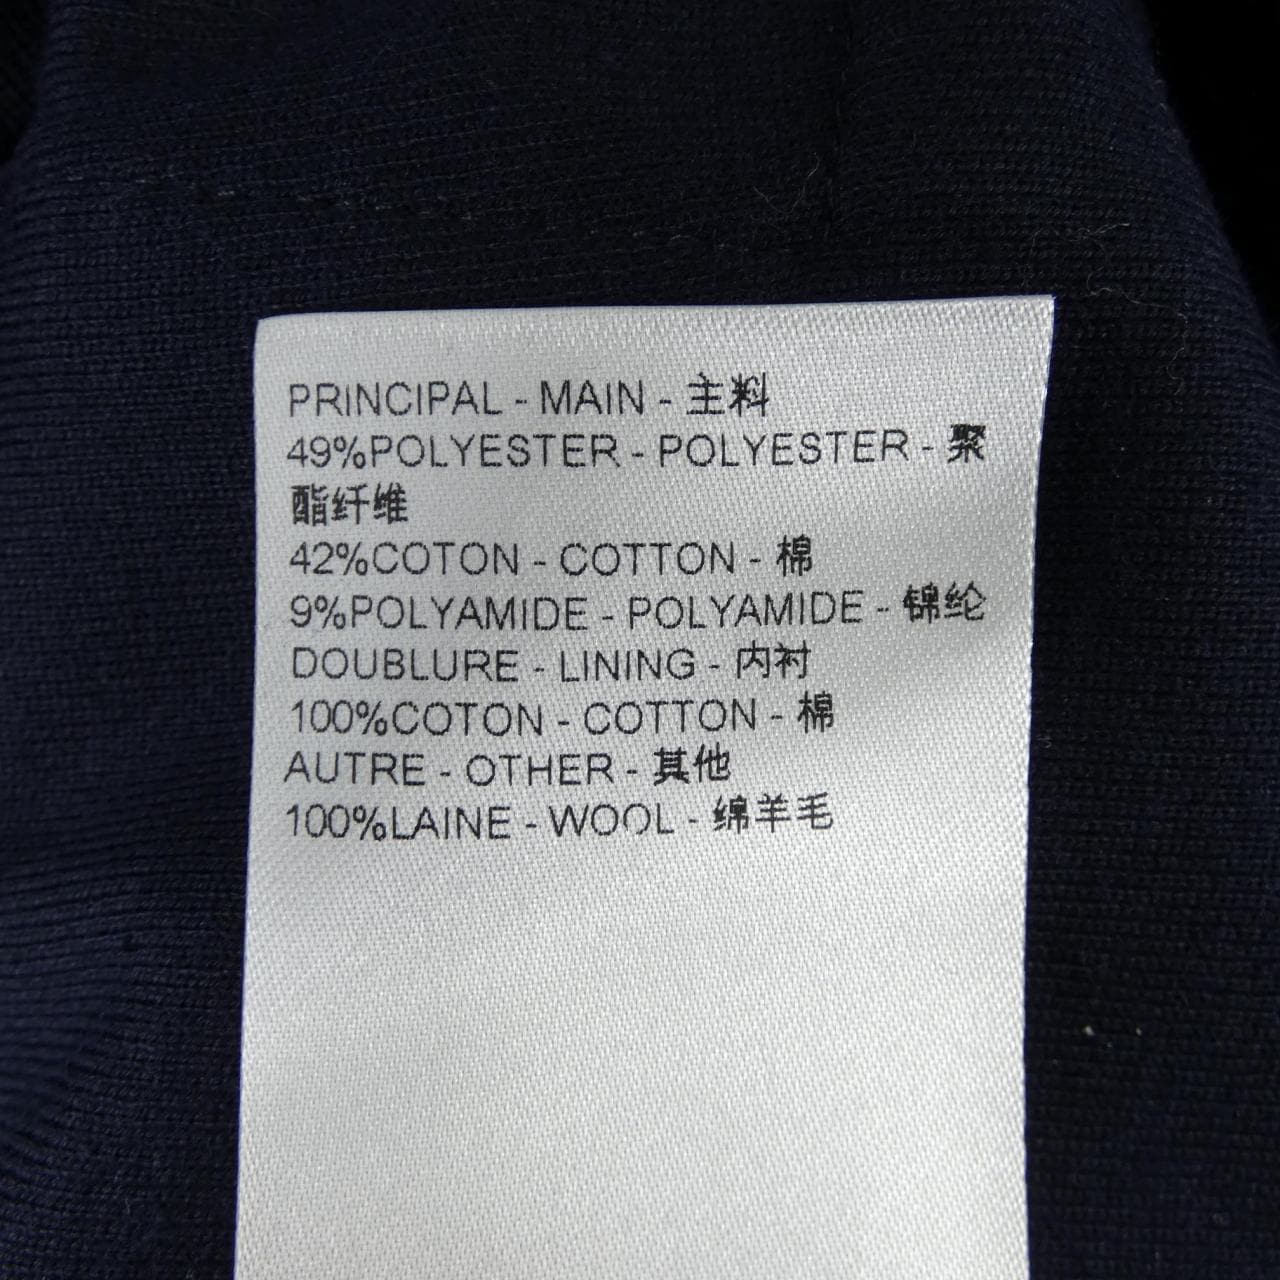 PRINCIPAL - MAIN - 主料
49%POLYESTER - POLYESTER - 聚
酯纤维
42%COTON - COTTON - 棉
9%POLYAMIDE - POLYAMIDE - 锦纶
DOUBLURE - LINING - 内衬
100%COTON - COTTON - 棉
AUTRE - OTHER - 其他
100%LAINE - WOOL - 绵羊毛